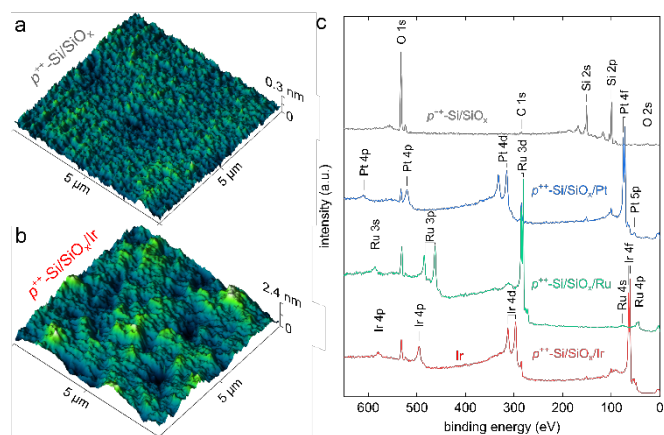 a
p⁺⁺-Si/SiOₓ
0.3 nm
0
5 µm
5 µm
b
p⁺⁺-Si/SiOₓ/Ir
2.4 nm
0
5 µm
5 µm
c
O 1s
C 1s
Si 2s
Si 2p
O 2s
p⁺⁺-Si/SiOₓ
Pt 4p
Pt 4p
Pt 4d
Pt 4f
Pt 5p
p⁺⁺-Si/SiOₓ/Pt
Ru 3s
Ru 3p
Ru 3d
Ru 4s
Ru 4p
p⁺⁺-Si/SiOₓ/Ru
Ir 4p
Ir 4p
Ir
Ir 4d
Ir 4f
p⁺⁺-Si/SiOₓ/Ir
intensity (a.u.)
600 500 400 300 200 100 0
binding energy (eV)